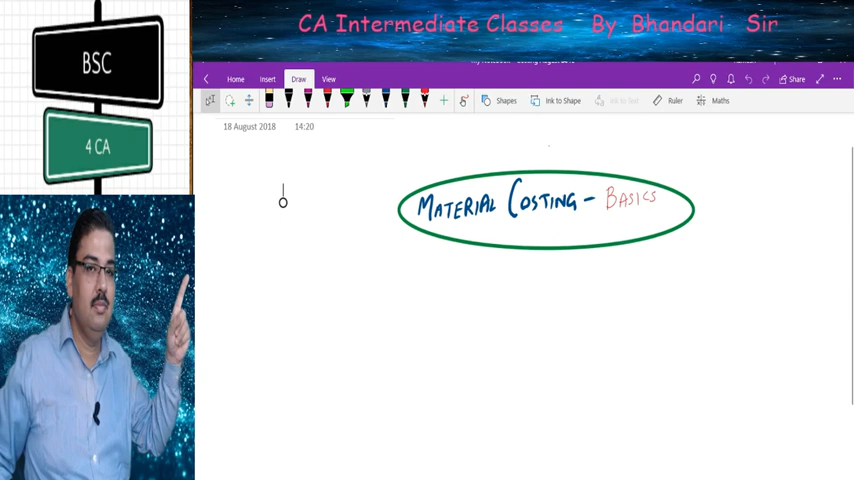 BSC
4 CA
CA Intermediate Classes By Bhandari Sir
Home Insert Draw View
Share
Shapes Ink to Shape Ink to Text Ruler Maths
18 August 2018 14:20
MATERIAL COSTING - BASICS